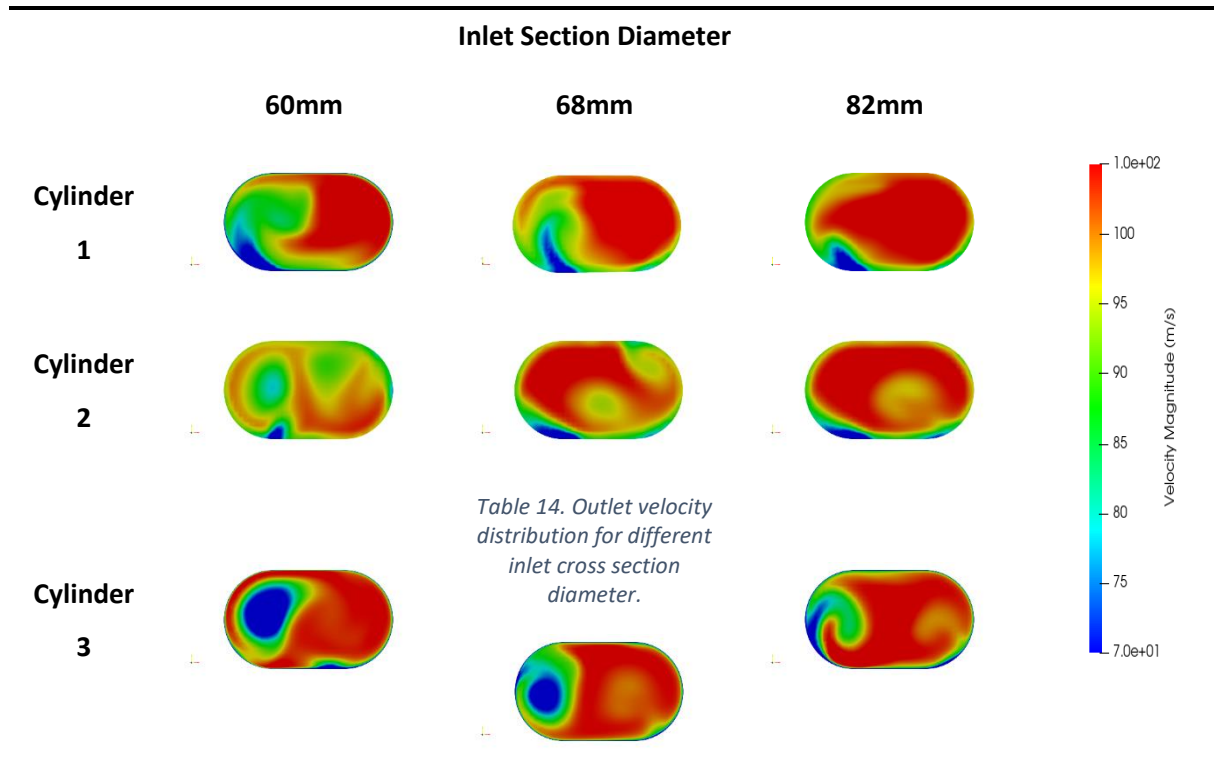 Inlet Section Diameter
60mm 68mm 82mm
Cylinder
1
Cylinder
2
Table 14. Outlet velocity
distribution for different
inlet cross section
diameter.
Cylinder
3
1.0e+02
100
95
90
85
80
75
7.0e+01
Velocity Magnitude (m/s)